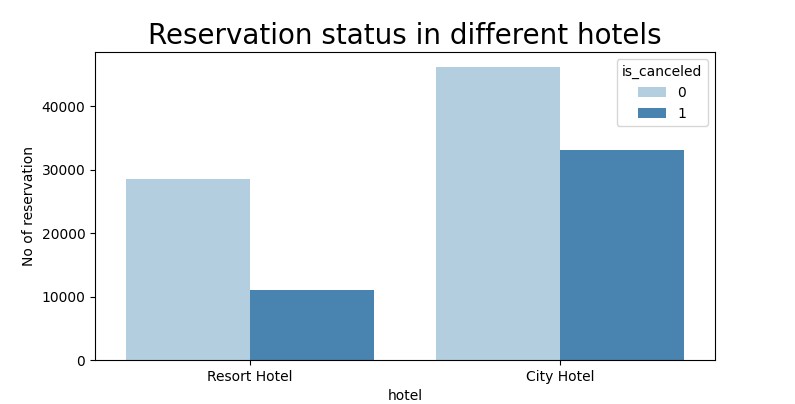 Reservation status in different hotels
is_canceled
0
1
40000
30000
20000
10000
0
No of reservation
Resort Hotel
City Hotel
hotel